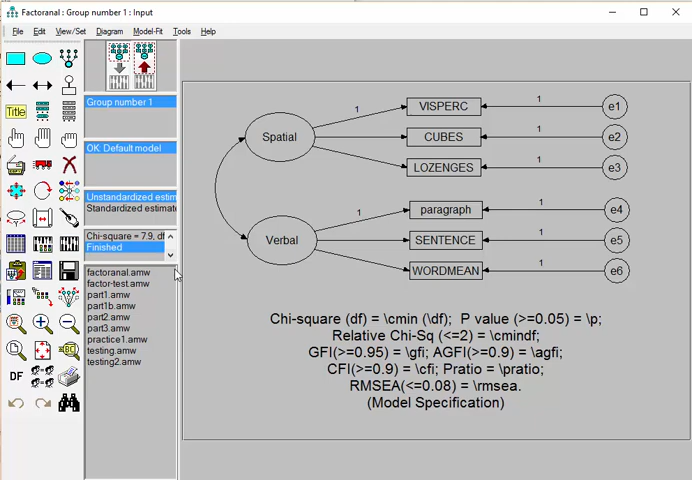 Factoranal : Group number 1 : Input
File Edit View/Set Diagram Model-Fit Tools Help
Title
DF
Group number 1
OK: Default model
Unstandardized estim
Standardized estimate
Chi-square = 7.9, df
Finished
factoranal.amw
factor-test.amw
part1.amw
part1b.amw
part2.amw
part3.amw
practice1.amw
testing.amw
testing2.amw
Spatial
1
VISPERC
1
e1
CUBES
1
e2
LOZENGES
1
e3
Verbal
1
paragraph
1
e4
SENTENCE
1
e5
WORDMEAN
1
e6
Chi-square (df) = \cmin (\df); P value (>=0.05) = \p;
Relative Chi-Sq (<=2) = \cmindf;
GFI(>=0.95) = \gfi; AGFI(>=0.9) = \agfi;
CFI(>=0.9) = \cfi; Pratio = \pratio;
RMSEA(<=0.08) = \rmsea.
(Model Specification)